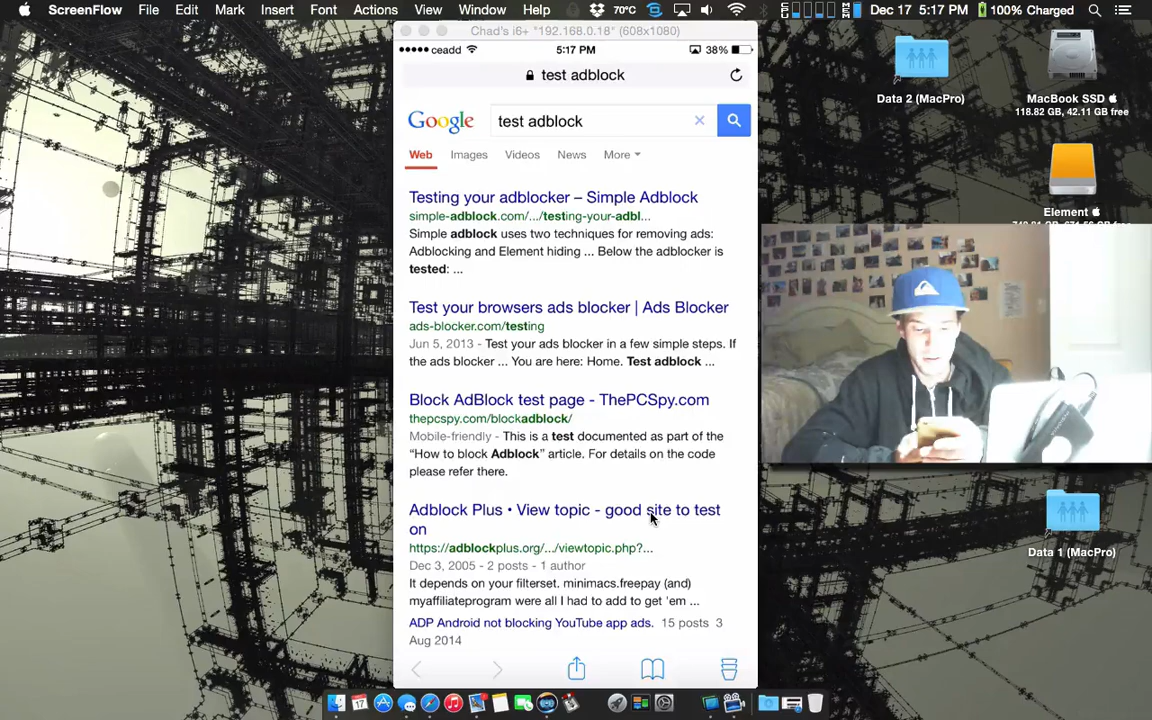 ScreenFlow File Edit Mark Insert Font Actions View Window Help 70°C Dec 17 5:17 PM 100% Charged
Chad's i6+ "192.168.0.18" (608x1080)
ceadd 5:17 PM 38%
test adblock
Google test adblock
Web Images Videos News More
Testing your adblocker – Simple Adblock
simple-adblock.com/.../testing-your-adbl...
Simple adblock uses two techniques for removing ads:
Adblocking and Element hiding ... Below the adblocker is
tested: ...
Test your browsers ads blocker | Ads Blocker
ads-blocker.com/testing
Jun 5, 2013 - Test your ads blocker in a few simple steps. If
the ads blocker ... You are here: Home. Test adblock ...
Block AdBlock test page - ThePCSpy.com
thepcspy.com/blockadblock/
Mobile-friendly - This is a test documented as part of the
“How to block Adblock” article. For details on the code
please refer there.
Adblock Plus • View topic - good site to test
on
https://adblockplus.org/.../viewtopic.php?...
Dec 3, 2005 - 2 posts - 1 author
It depends on your filterset. minimacs.freepay (and)
myaffiliateprogram were all I had to add to get 'em ...
ADP Android not blocking YouTube app ads. 15 posts 3
Aug 2014
Data 2 (MacPro)
MacBook SSD
118.82 GB, 42.11 GB free
Element
Data 1 (MacPro)